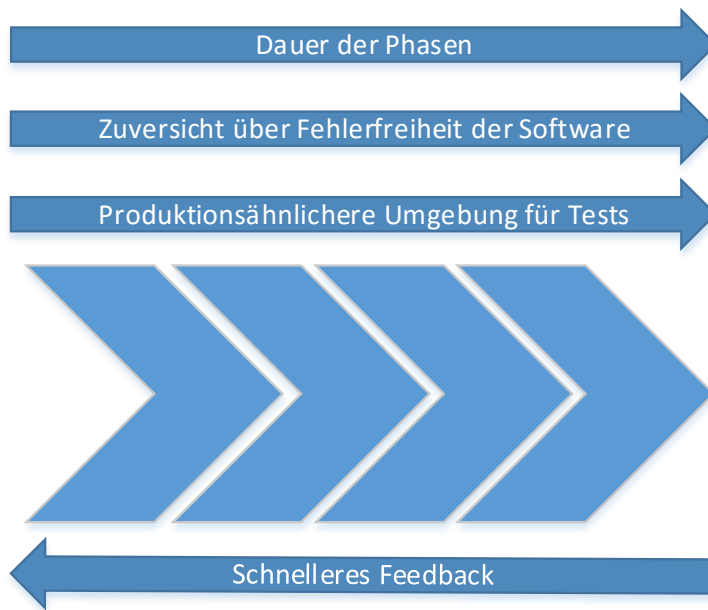 Dauer der Phasen
Zuversicht über Fehlerfreiheit der Software
Produktionsähnlichere Umgebung für Tests
Schnelleres Feedback